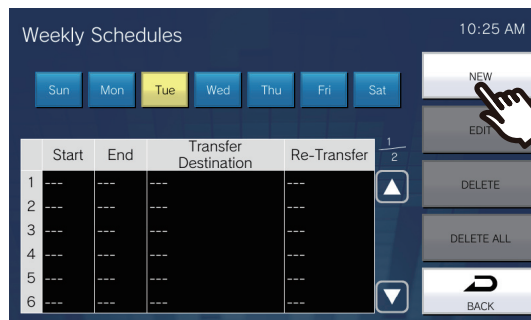 Weekly Schedules
10:25 AM
Sun Mon Tue Wed Thu Fri Sat
NEW
EDIT
DELETE
DELETE ALL
BACK
Start End Transfer Destination Re-Transfer
1/2
1 --- --- --- ---
2 --- --- --- ---
3 --- --- --- ---
4 --- --- --- ---
5 --- --- --- ---
6 --- --- --- ---